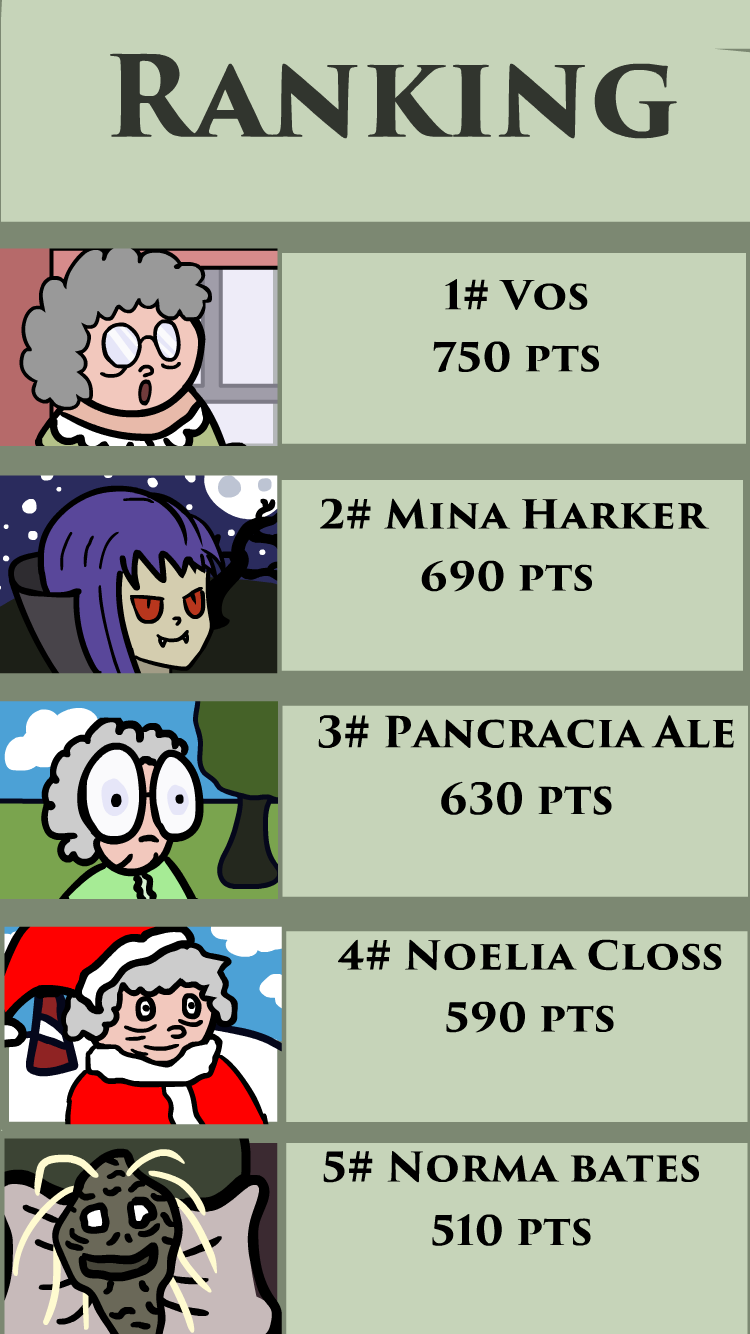 Ranking
1# Vos
750 pts
2# Mina Harker
690 pts
3# Pancracia Ale
630 pts
4# Noelia Closs
590 pts
5# Norma bates
510 pts